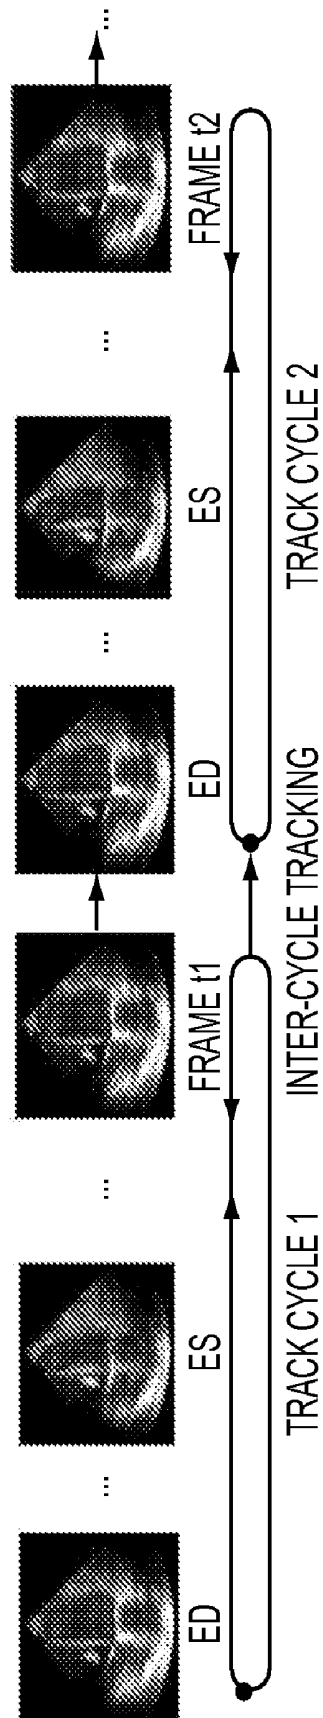 ED ... ES ... FRAME t1 ED ... ES ... FRAME t2 ...
TRACK CYCLE 1 INTER-CYCLE TRACKING TRACK CYCLE 2